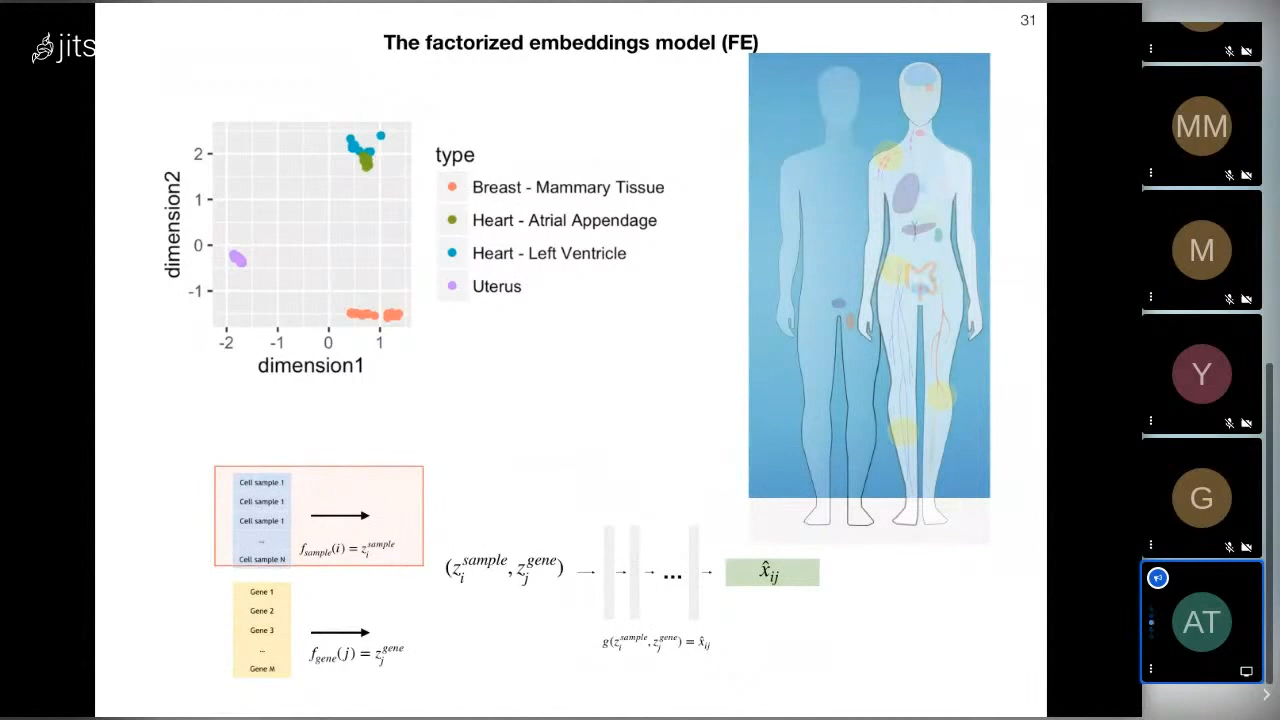 31
jits
The factorized embeddings model (FE)
MM
M
Y
G
AT
dimension2
2
1
0
-1
-2 -1 0 1
dimension1
type
Breast - Mammary Tissue
Heart - Atrial Appendage
Heart - Left Ventricle
Uterus
Cell sample 1
Cell sample 1
Cell sample 1
...
Cell sample N
f_sample(i) = z_i^sample
Gene 1
Gene 2
Gene 3
...
Gene M
f_gene(j) = z_j^gene
(z_i^sample, z_j^gene)
...
x̂_ij
g(z_i^sample, z_j^gene) = x̂_ij